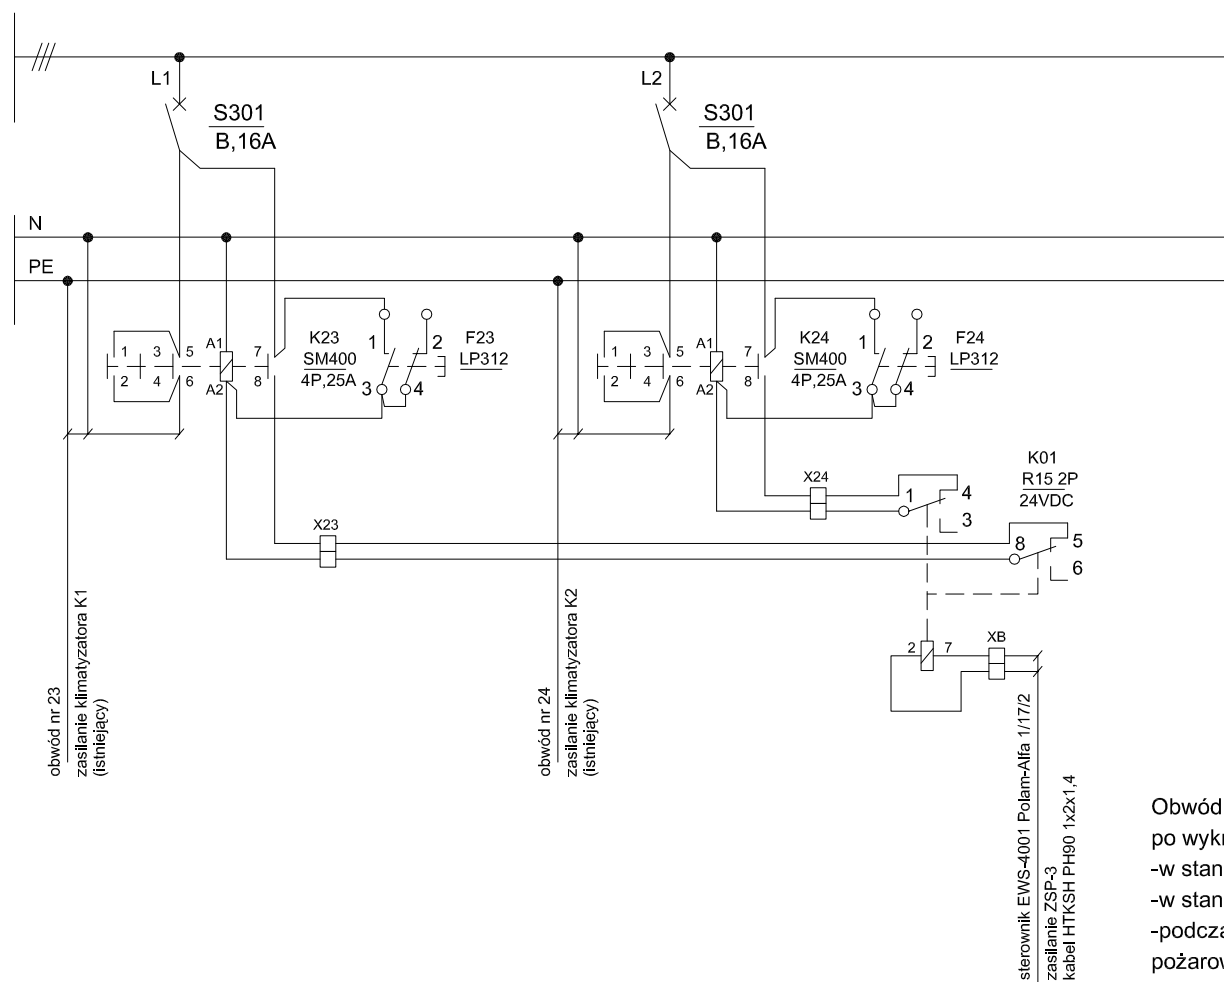 L1
S301
B,16A
L2
S301
B,16A
N
PE
1
3
5
A1
7
2
4
6
A2
8
K23
SM400
4P,25A
1
2
3
4
F23
LP312
1
3
5
A1
7
2
4
6
A2
8
K24
SM400
4P,25A
1
2
3
4
F24
LP312
K01
R15 2P
24VDC
X24
1
4
3
X23
8
5
6
2
7
XB
obwód nr 23
zasilanie klimatyzatora K1
(istniejący)
obwód nr 24
zasilanie klimatyzatora K2
(istniejący)
sterownik EWS-4001 Polam-Alfa 1/17/2
zasilanie ZSP-3
kabel HTKSH PH90 1x2x1,4
Obwód
po wyk
-w stan
-w stan
-podcza
pożarow